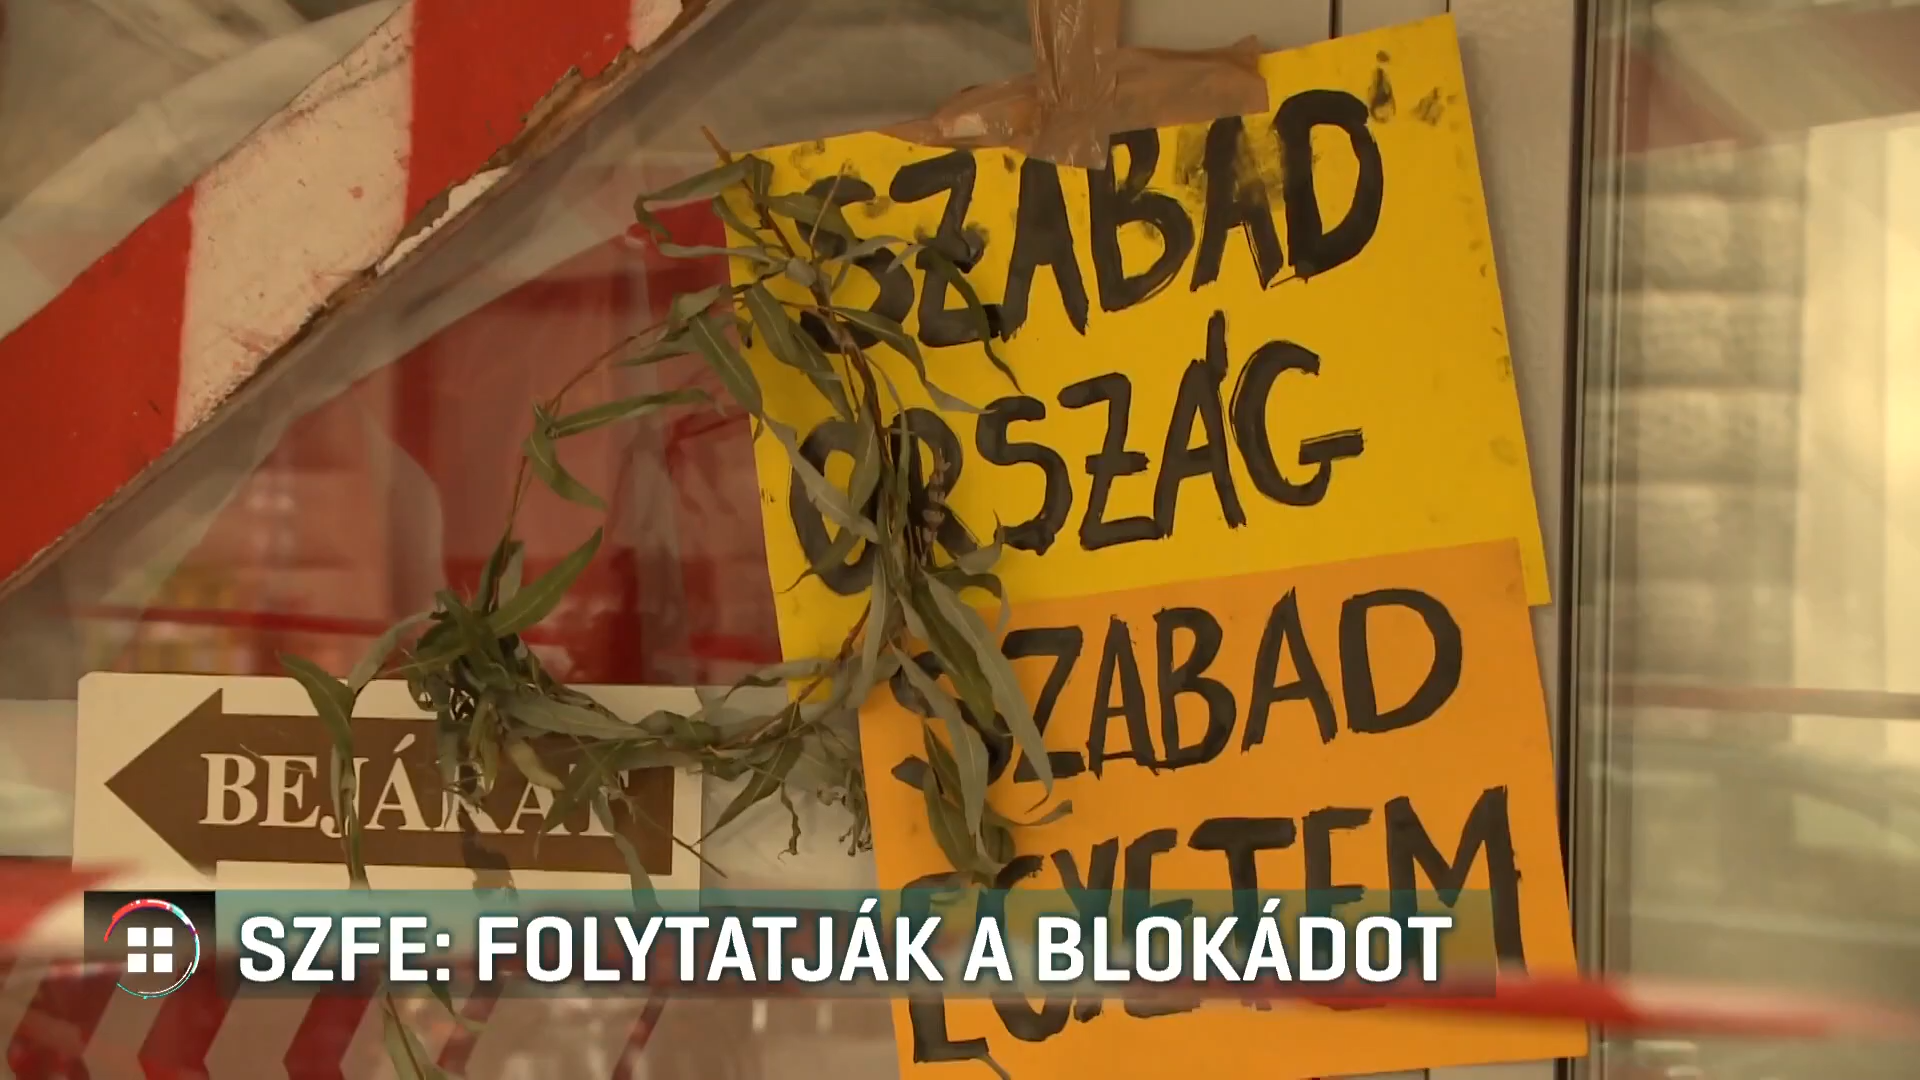 SZABAD
ORSZÁG
SZABAD
EGYETEM
BEJÁRAT
SZFE: FOLYTATJÁK A BLOKÁDOT